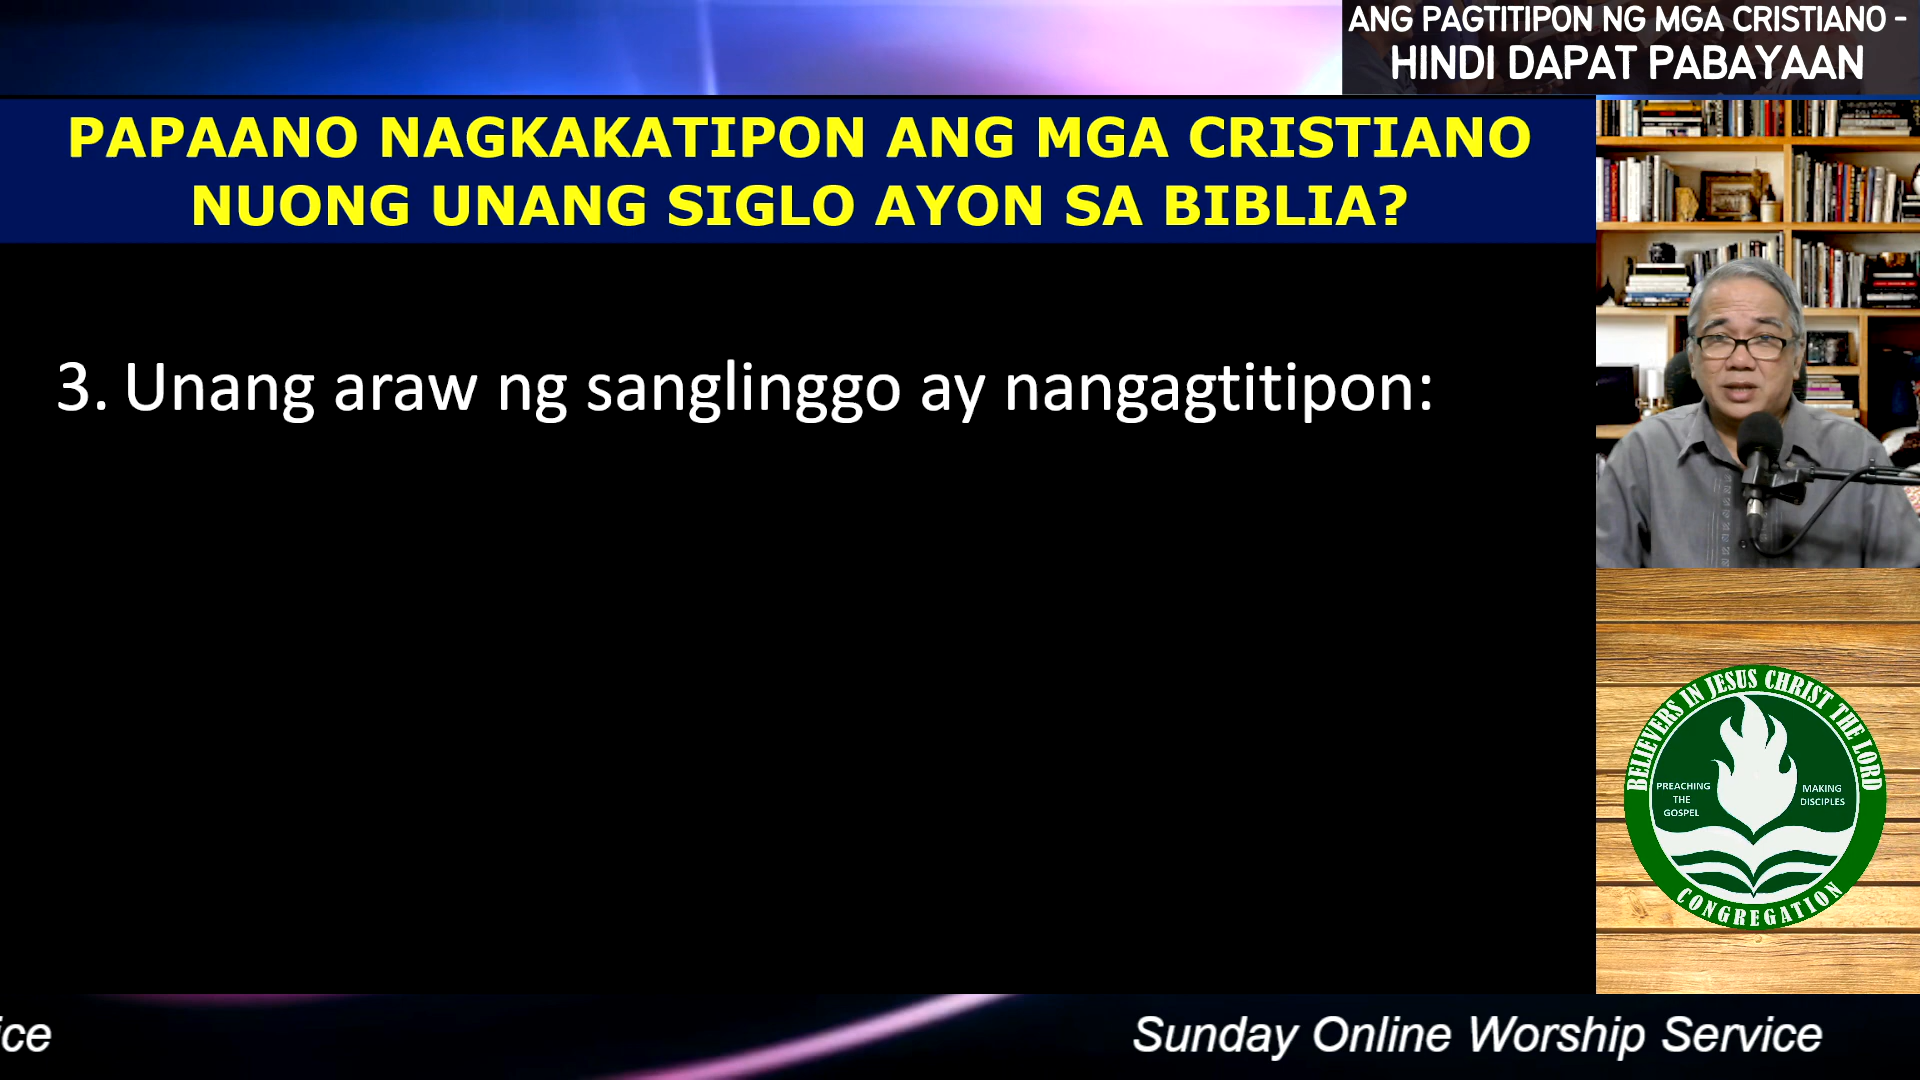 ANG PAGTITIPON NG MGA CRISTIANO -
HINDI DAPAT PABAYAAN
PAPAANO NAGKAKATIPON ANG MGA CRISTIANO
NUONG UNANG SIGLO AYON SA BIBLIA?
3. Unang araw ng sanglinggo ay nangagtitipon:
BELIEVERS IN JESUS CHRIST THE LORD
PREACHING
THE
GOSPEL
MAKING
DISCIPLES
CONGREGATION
ice
Sunday Online Worship Service